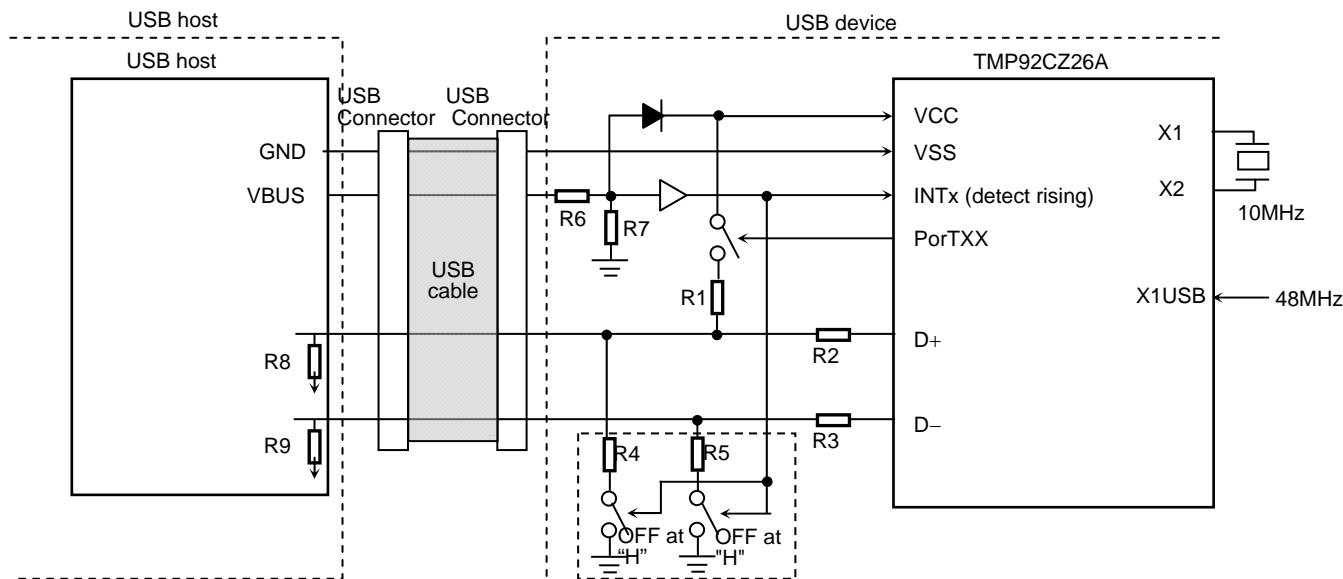 USB host
USB device
USB host
TMP92CZ26A
USB
Connector
USB
Connector
VCC
X1
GND
VSS
VBUS
INTx (detect rising)
X2
R6
R7
10MHz
PorTXX
USB
cable
R1
X1USB
48MHz
D+
R2
R8
D−
R3
R9
R4
R5
OFF at
"H"
OFF at
"H"